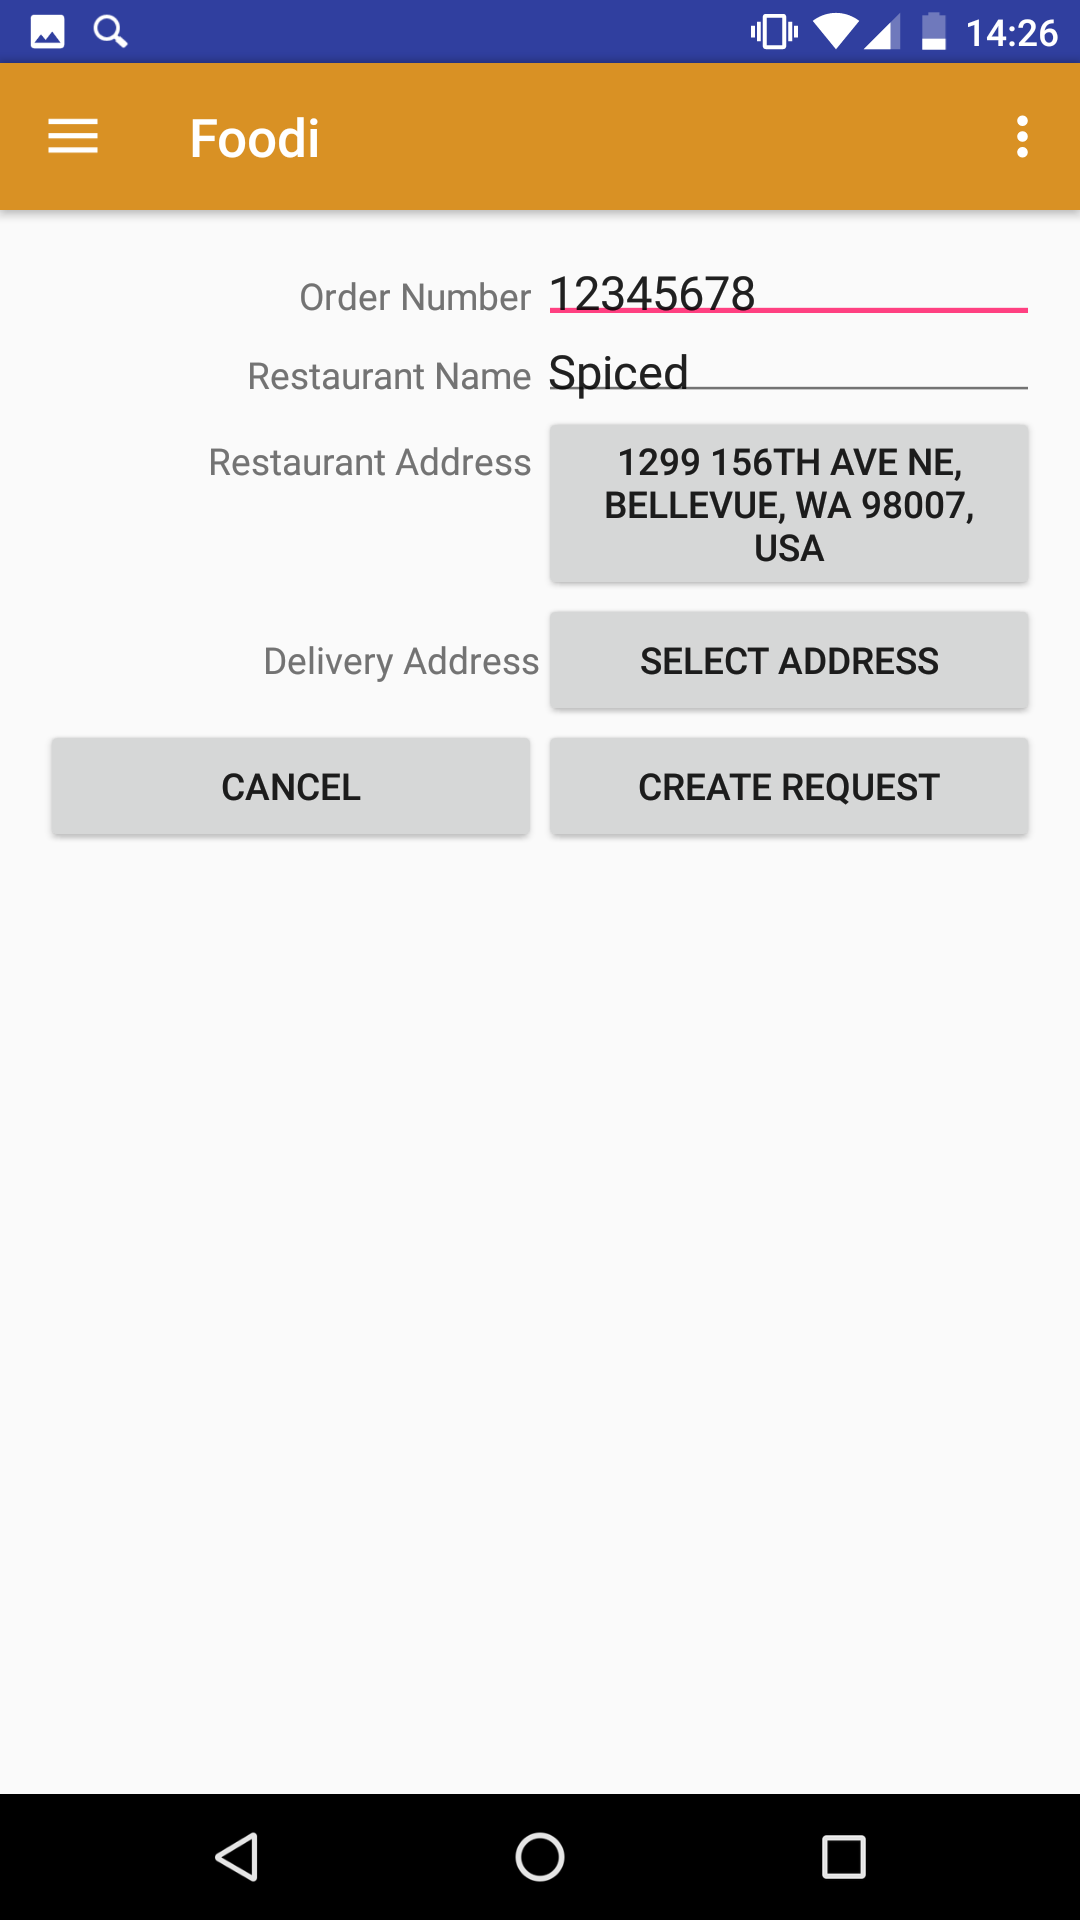 14:26
Foodi
Order Number 12345678
Restaurant Name Spiced
Restaurant Address 1299 156TH AVE NE,
BELLEVUE, WA 98007,
USA
Delivery Address SELECT ADDRESS
CANCEL CREATE REQUEST